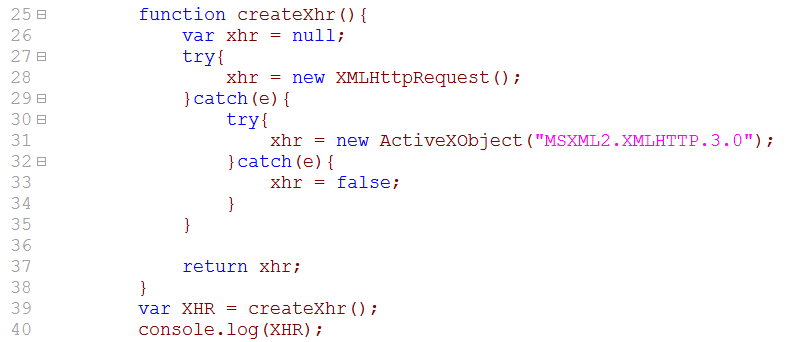 25 function createXhr(){
26 var xhr = null;
27 try{
28 xhr = new XMLHttpRequest();
29 }catch(e){
30 try{
31 xhr = new ActiveXObject("MSXML2.XMLHTTP.3.0");
32 }catch(e){
33 xhr = false;
34 }
35 }
36
37 return xhr;
38 }
39 var XHR = createXhr();
40 console.log(XHR);